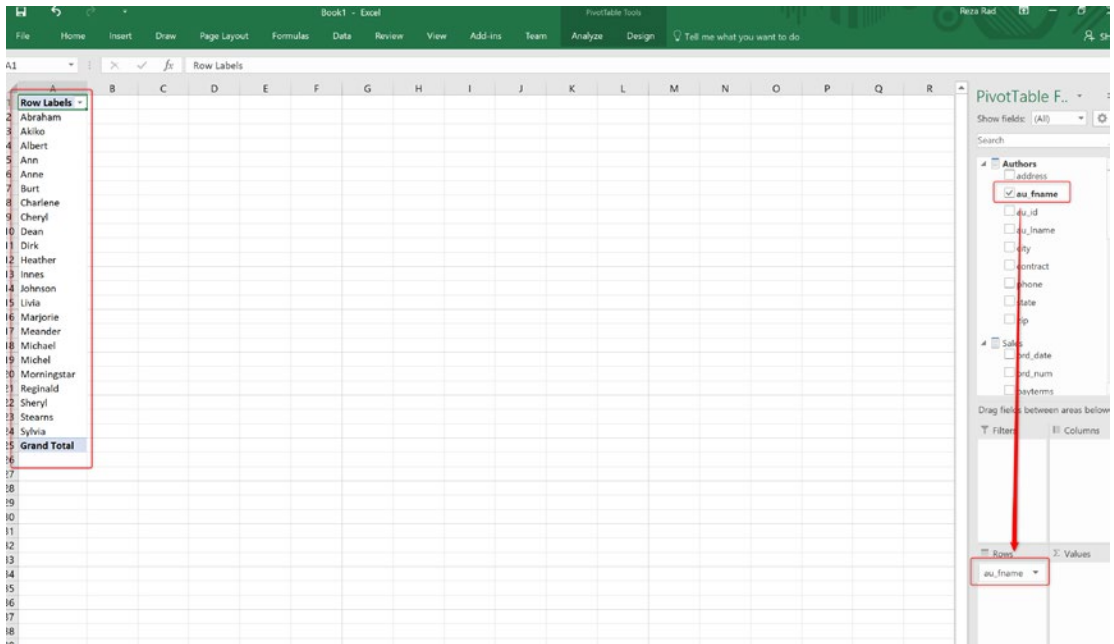 Book1 - Excel
PivotTable Tools
Reza Rad
File Home Insert Draw Page Layout Formulas Data Review View Add-ins Team Analyze Design Tell me what you want to do
A1 fx Row Labels
A B C D E F G H I J K L M N O P Q R
Row Labels
Abraham
Akiko
Albert
Ann
Anne
Burt
Charlene
Cheryl
Dean
Dirk
Heather
Innes
Johnson
Livia
Marjorie
Meander
Michael
Michel
Morningstar
Reginald
Sheryl
Stearns
Sylvia
Grand Total
PivotTable F..
Show fields: (All)
Search
Authors
address
au_fname
au_id
au_lname
city
contract
phone
state
zip
Sales
ord_date
ord_num
payterms
Drag fields between areas below
Filters Columns
Rows Σ Values
au_fname